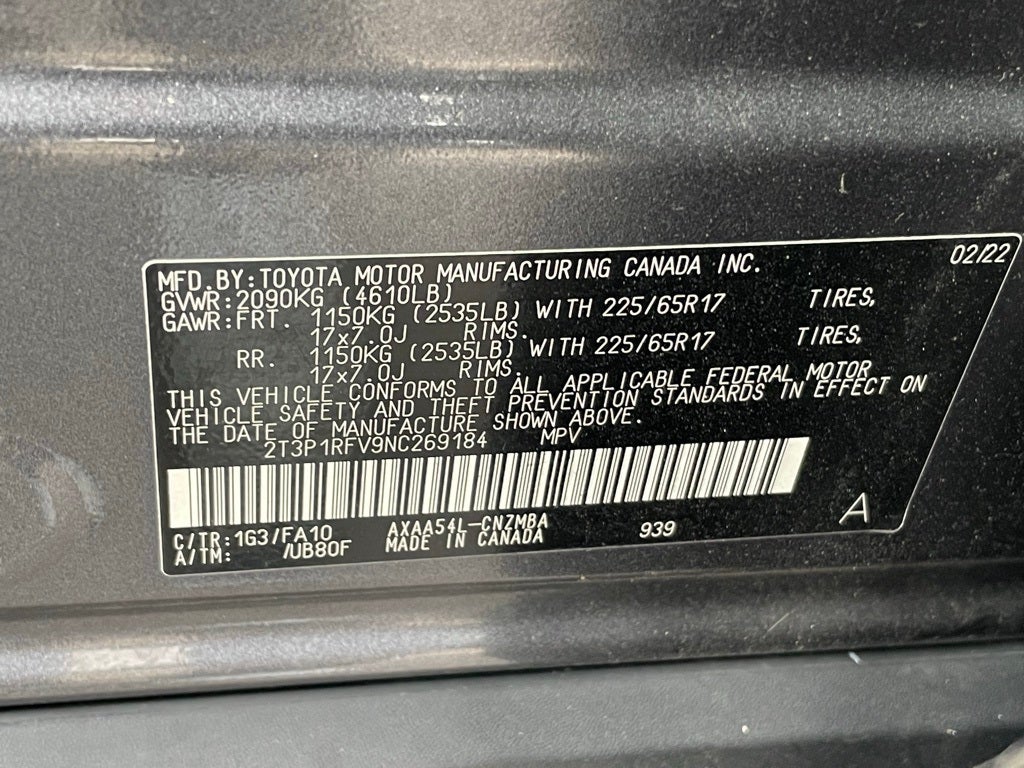 02/22
MFD.BY:TOYOTA MOTOR MANUFACTURING CANADA INC.
GVWR:2090KG (4610LB)
GAWR:FRT. 1150KG (2535LB) WITH 225/65R17 TIRES,
17x7.0J RIMS.
RR. 1150KG (2535LB) WITH 225/65R17 TIRES,
17x7.0J RIMS.
THIS VEHICLE CONFORMS TO ALL APPLICABLE FEDERAL MOTOR
VEHICLE SAFETY AND THEFT PREVENTION STANDARDS IN EFFECT ON
THE DATE OF MANUFACTURE SHOWN ABOVE.
2T3P1RFV9NC269184 MPV
C/TR:1G3/FA10 AXAA54L-CNZMBA 939 A
A/TM: /UB80F MADE IN CANADA